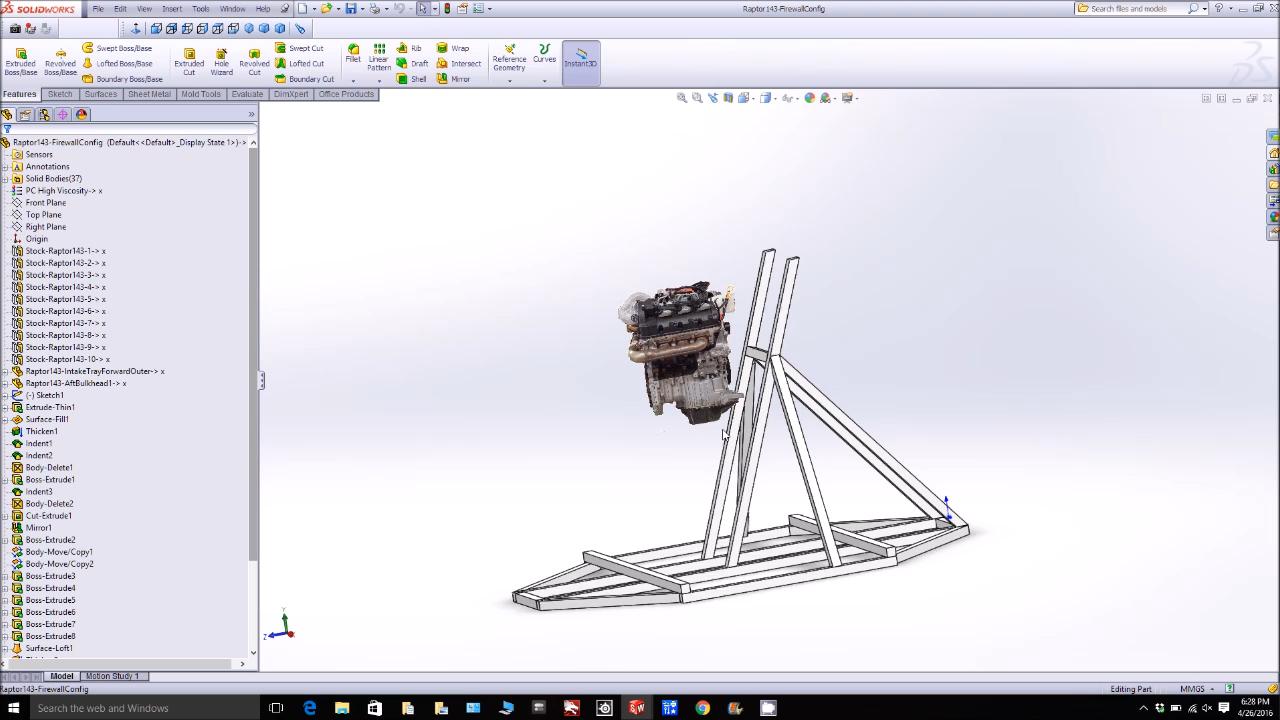 SOLIDWORKS File Edit View Insert Tools Window Help Raptor143-FirewallConfig Search files and models
Extruded Boss/Base Revolved Boss/Base Swept Boss/Base Lofted Boss/Base Boundary Boss/Base Extruded Cut Hole Wizard Revolved Cut Swept Cut Lofted Cut Boundary Cut Fillet Linear Pattern Rib Draft Shell Wrap Intersect Mirror Reference Geometry Curves Instant3D
Features Sketch Surfaces Sheet Metal Mold Tools Evaluate DimXpert Office Products
Raptor143-FirewallConfig (Default<<Default>_Display State 1>)->
Sensors
Annotations
Solid Bodies(37)
PC High Viscosity-> x
Front Plane
Top Plane
Right Plane
Origin
Stock-Raptor143-1-> x
Stock-Raptor143-2-> x
Stock-Raptor143-3-> x
Stock-Raptor143-4-> x
Stock-Raptor143-5-> x
Stock-Raptor143-6-> x
Stock-Raptor143-7-> x
Stock-Raptor143-8-> x
Stock-Raptor143-9-> x
Stock-Raptor143-10-> x
Raptor143-IntakeTrayForwardOuter-> x
Raptor143-AftBulkhead1-> x
(-) Sketch1
Extrude-Thin1
Surface-Fill1
Thicken1
Indent1
Indent2
Body-Delete1
Boss-Extrude1
Indent3
Body-Delete2
Cut-Extrude1
Mirror1
Boss-Extrude2
Body-Move/Copy1
Body-Move/Copy2
Boss-Extrude3
Boss-Extrude4
Boss-Extrude5
Boss-Extrude6
Boss-Extrude7
Boss-Extrude8
Surface-Loft1
Y
Z
Model Motion Study 1
Raptor143-FirewallConfig Editing Part MMGS
Search the web and Windows 6:28 PM
4/26/2016